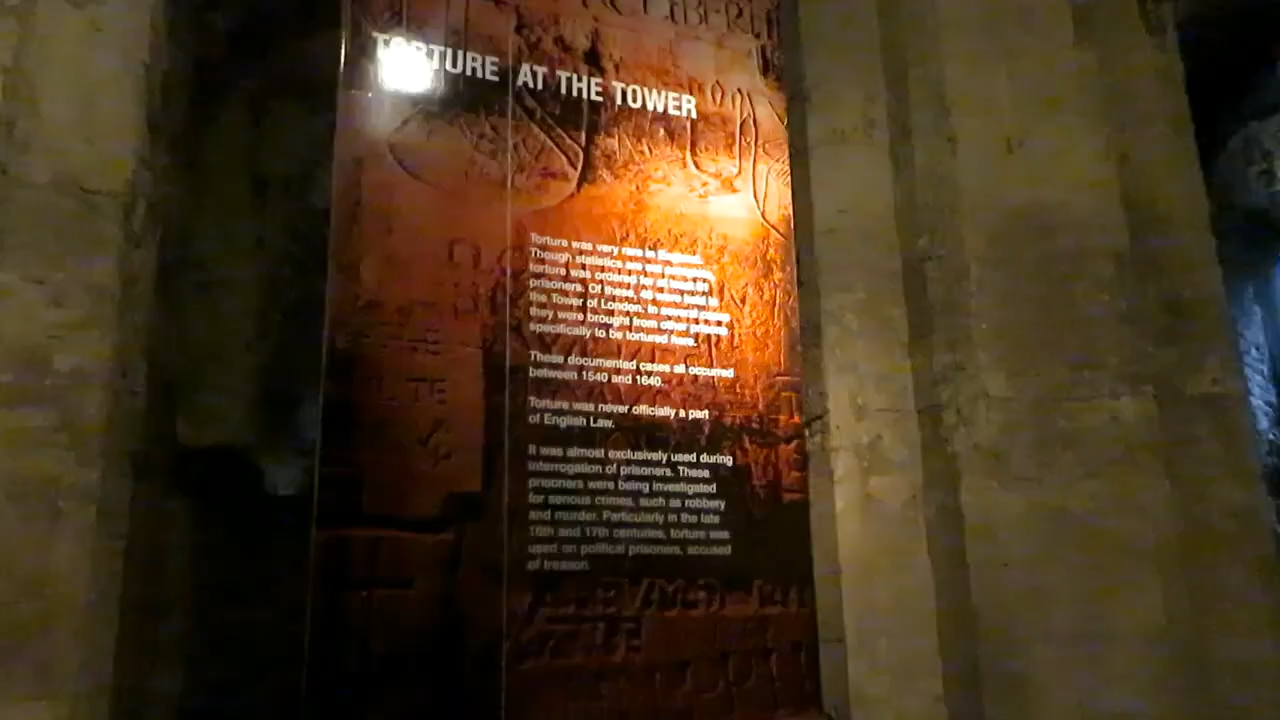 TORTURE AT THE TOWER
Torture was very rare in England.
Though statistics are not
torture was ordered for at least
prisoners. Of these, 48 were held in
the Tower of London. In several cases
they were brought from other prisons
specifically to be tortured here.
These documented cases all occurred
between 1540 and 1640.
Torture was never officially a part
of English Law.
It was almost exclusively used during
interrogation of prisoners. These
prisoners were being investigated
for serious crimes, such as robbery
and murder. Particularly in the late
16th and 17th centuries, torture was
used on political prisoners, accused
of treason.